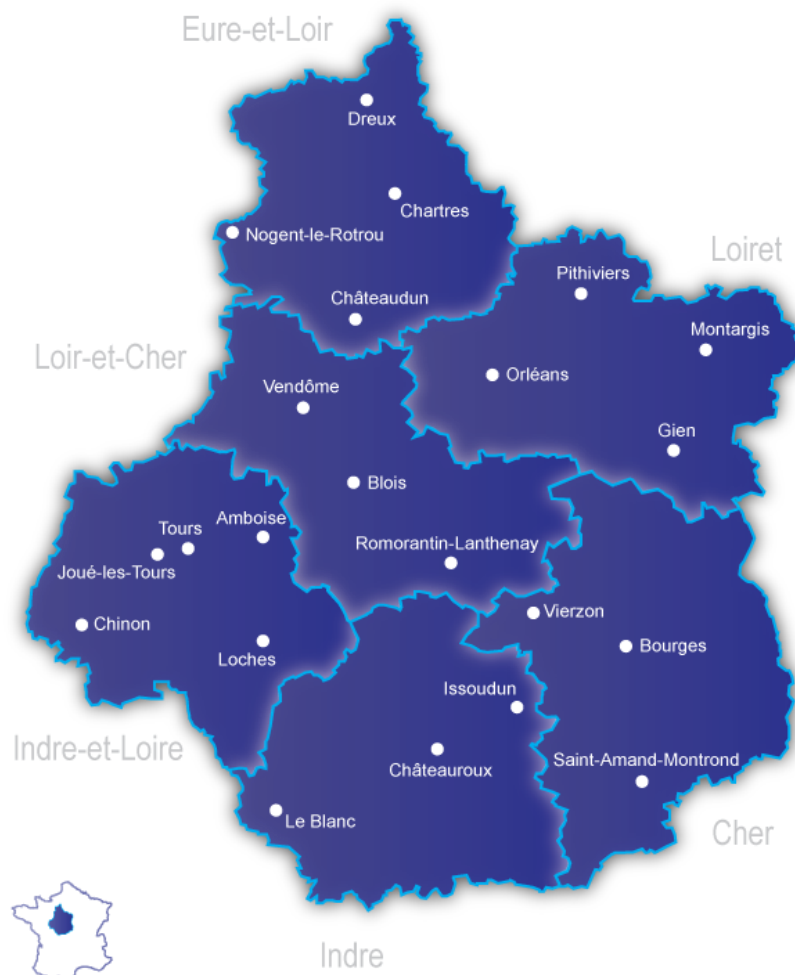 Eure-et-Loir
Dreux
Chartres
Nogent-le-Rotrou
Loiret
Pithiviers
Châteaudun
Montargis
Loir-et-Cher
Orléans
Vendôme
Gien
Blois
Amboise
Tours
Romorantin-Lanthenay
Joué-les-Tours
Vierzon
Chinon
Bourges
Loches
Issoudun
Indre-et-Loire
Saint-Amand-Montrond
Châteauroux
Le Blanc
Cher
Indre